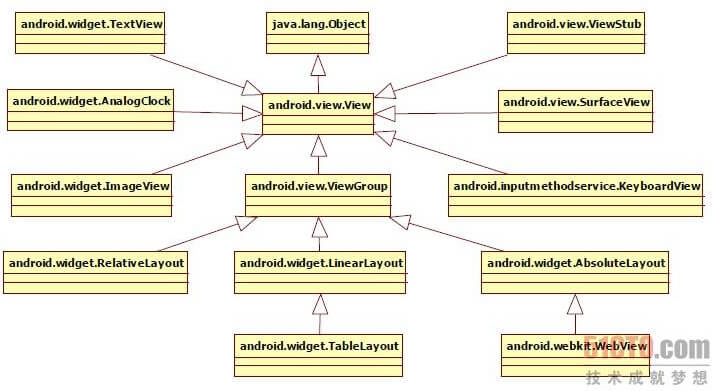 android.widget.TextView
java.lang.Object
android.view.ViewStub
android.widget.AnalogClock
android.view.View
android.view.SurfaceView
android.widget.ImageView
android.view.ViewGroup
android.inputmethodservice.KeyboardView
android.widget.RelativeLayout
android.widget.LinearLayout
android.widget.AbsoluteLayout
android.widget.TableLayout
android.webkit.WebView
51CTO.com
技术成就梦想